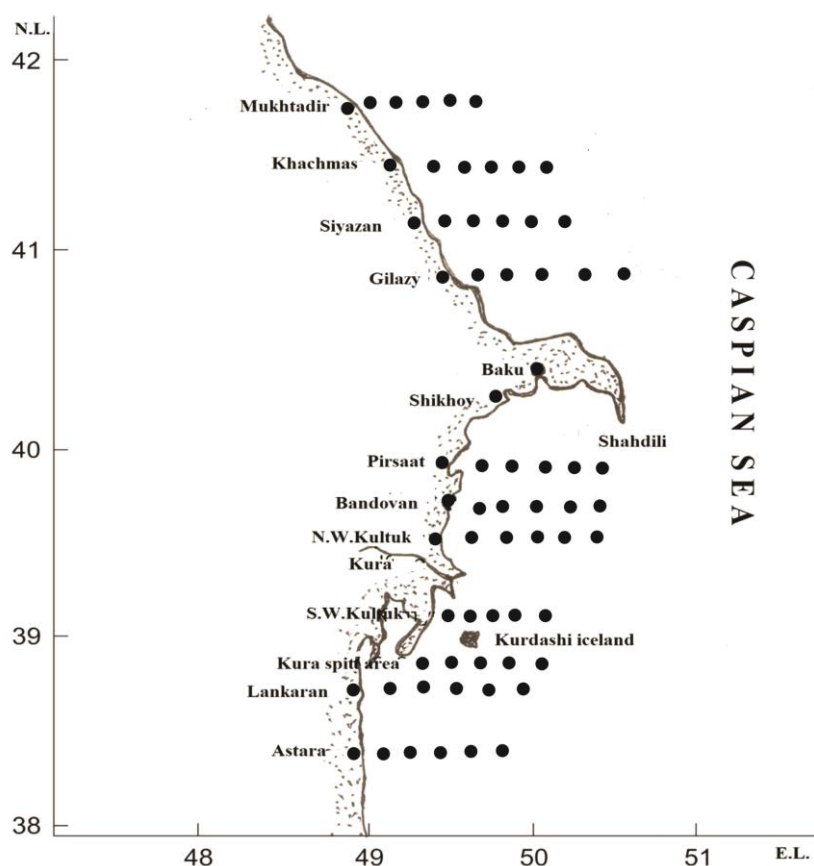 N.L.
42
Mukhtadir
Khachmas
Siyazan
41
Gilazy
CASPIAN SEA
Baku
Shikhov
Shahdili
40
Pirsaat
Bandovan
N.W.Kultuk
Kura
S.W.Kultuk
39
Kurdashi iceland
Kura spitt area
Lankaran
Astara
38
48
49
50
51
E.L.